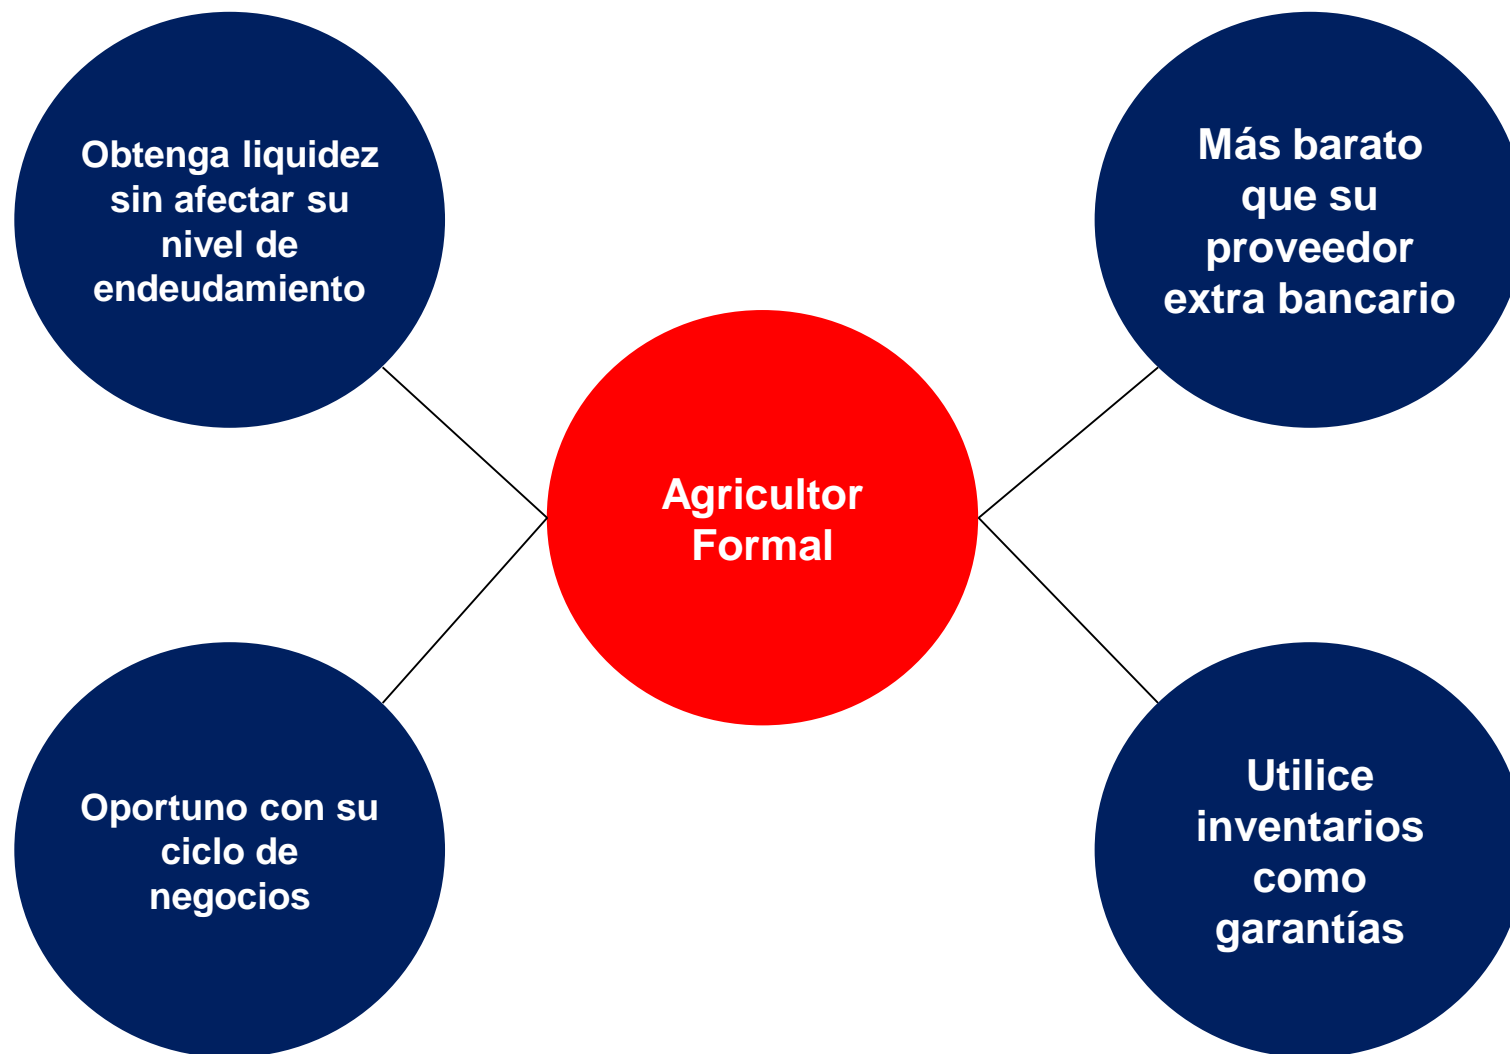 Obtenga liquidez
sin afectar su
nivel de
endeudamiento
Más barato
que su
proveedor
extra bancario
Agricultor
Formal
Oportuno con su
ciclo de
negocios
Utilice
inventarios
como
garantías